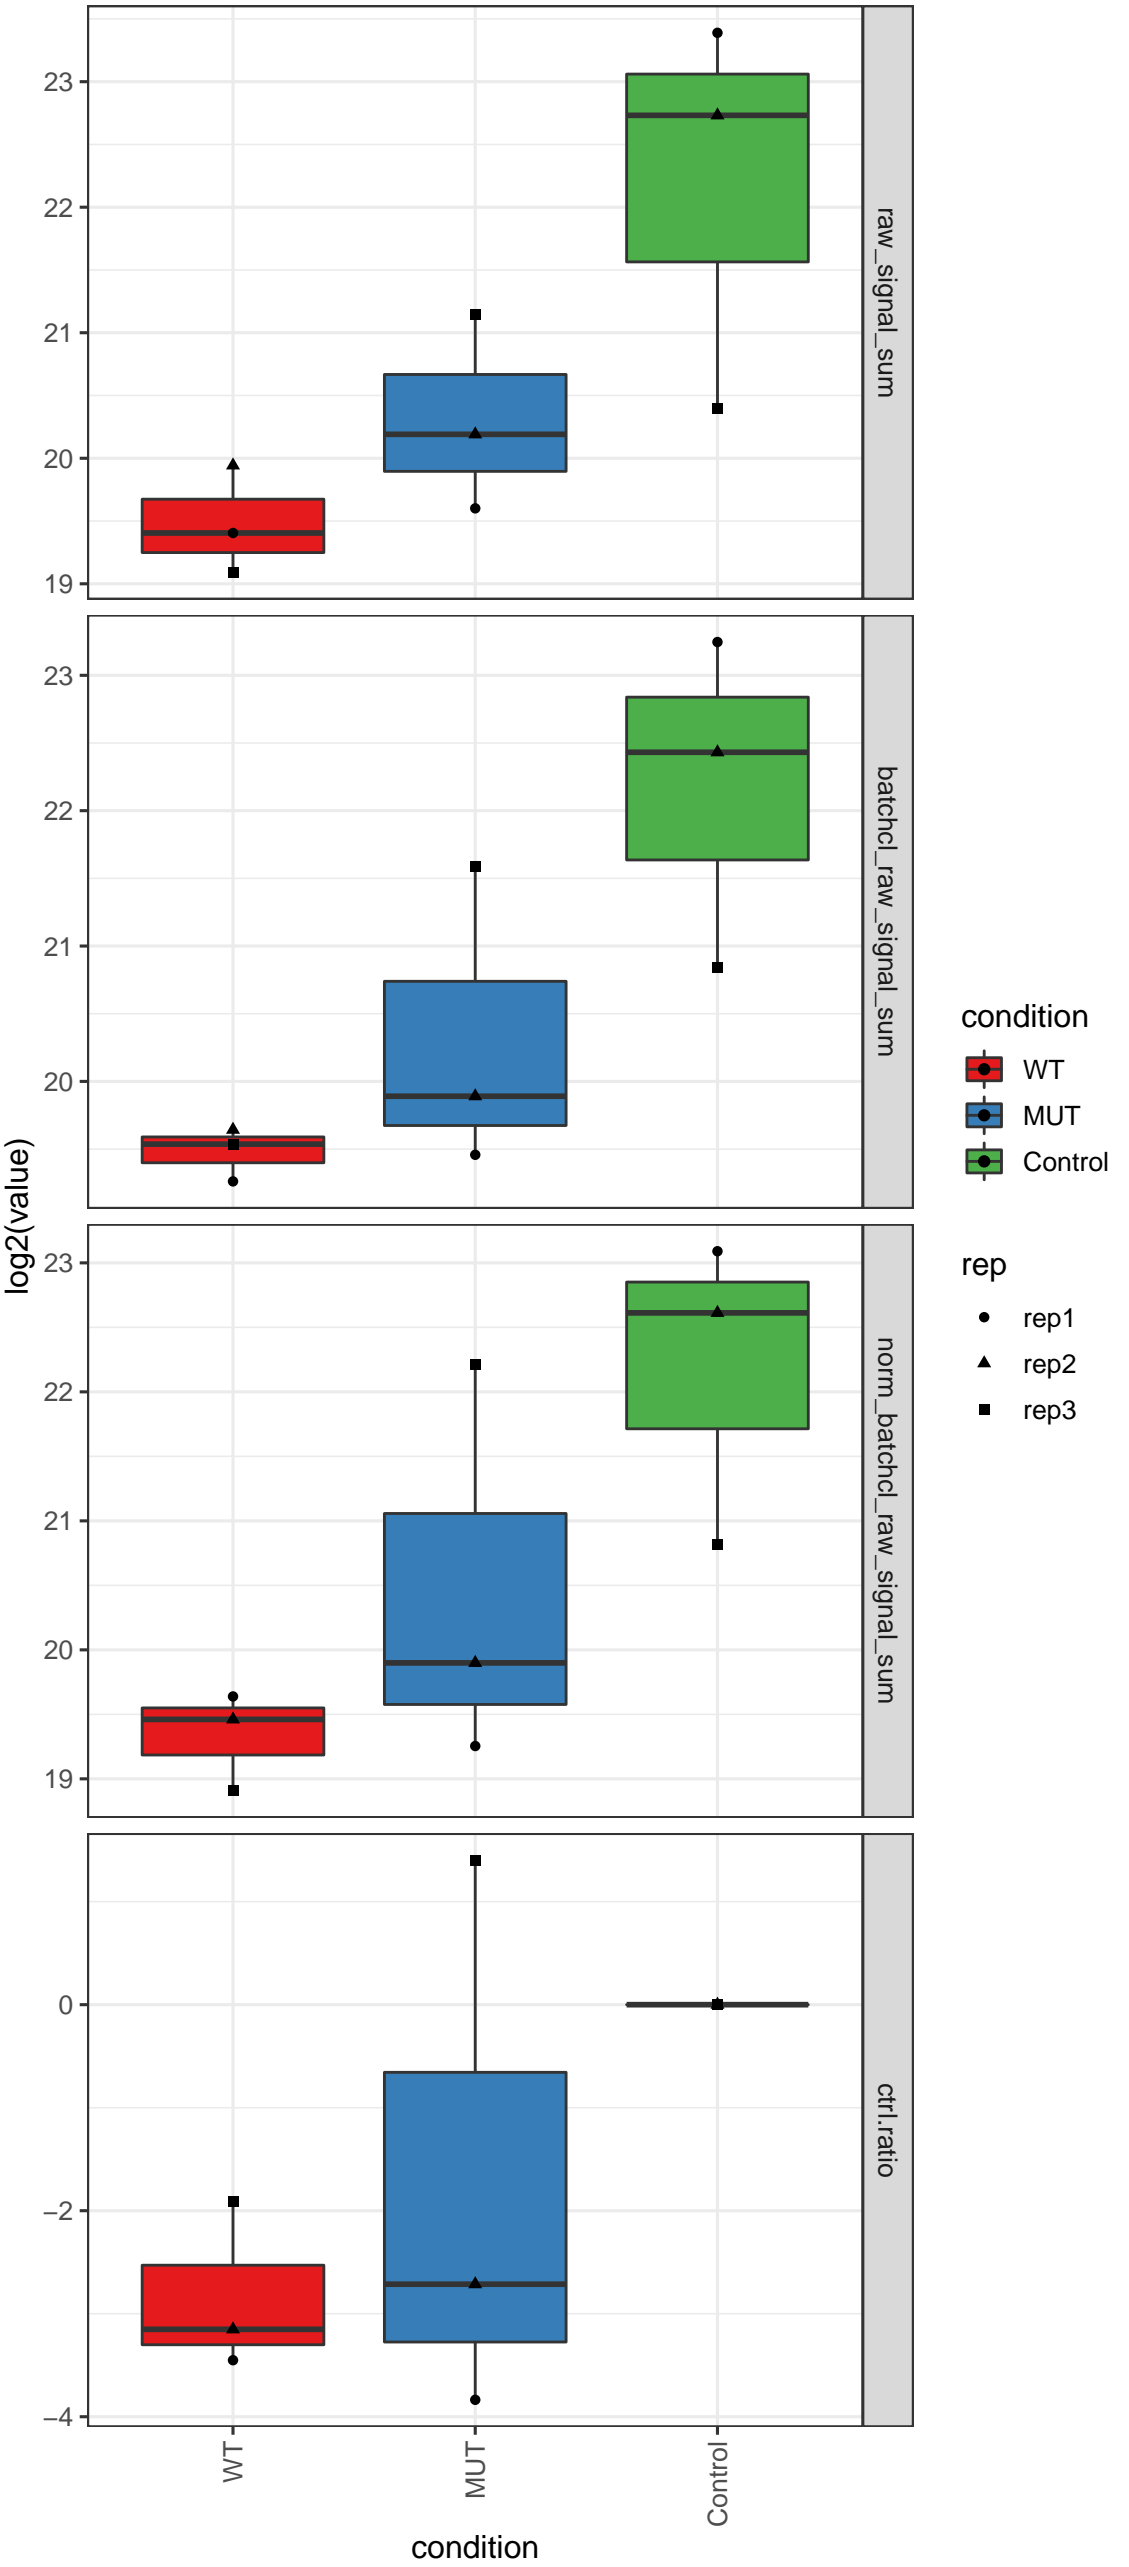 23
22
21
20
19
raw_signal_sum
23
22
21
20
batchcl_raw_signal_sum
23
22
21
20
19
norm_batchcl_raw_signal_sum
0
−2
−4
ctrl.ratio
log2(value)
WT
MUT
Control
condition
condition
WT
MUT
Control
rep
rep1
rep2
rep3